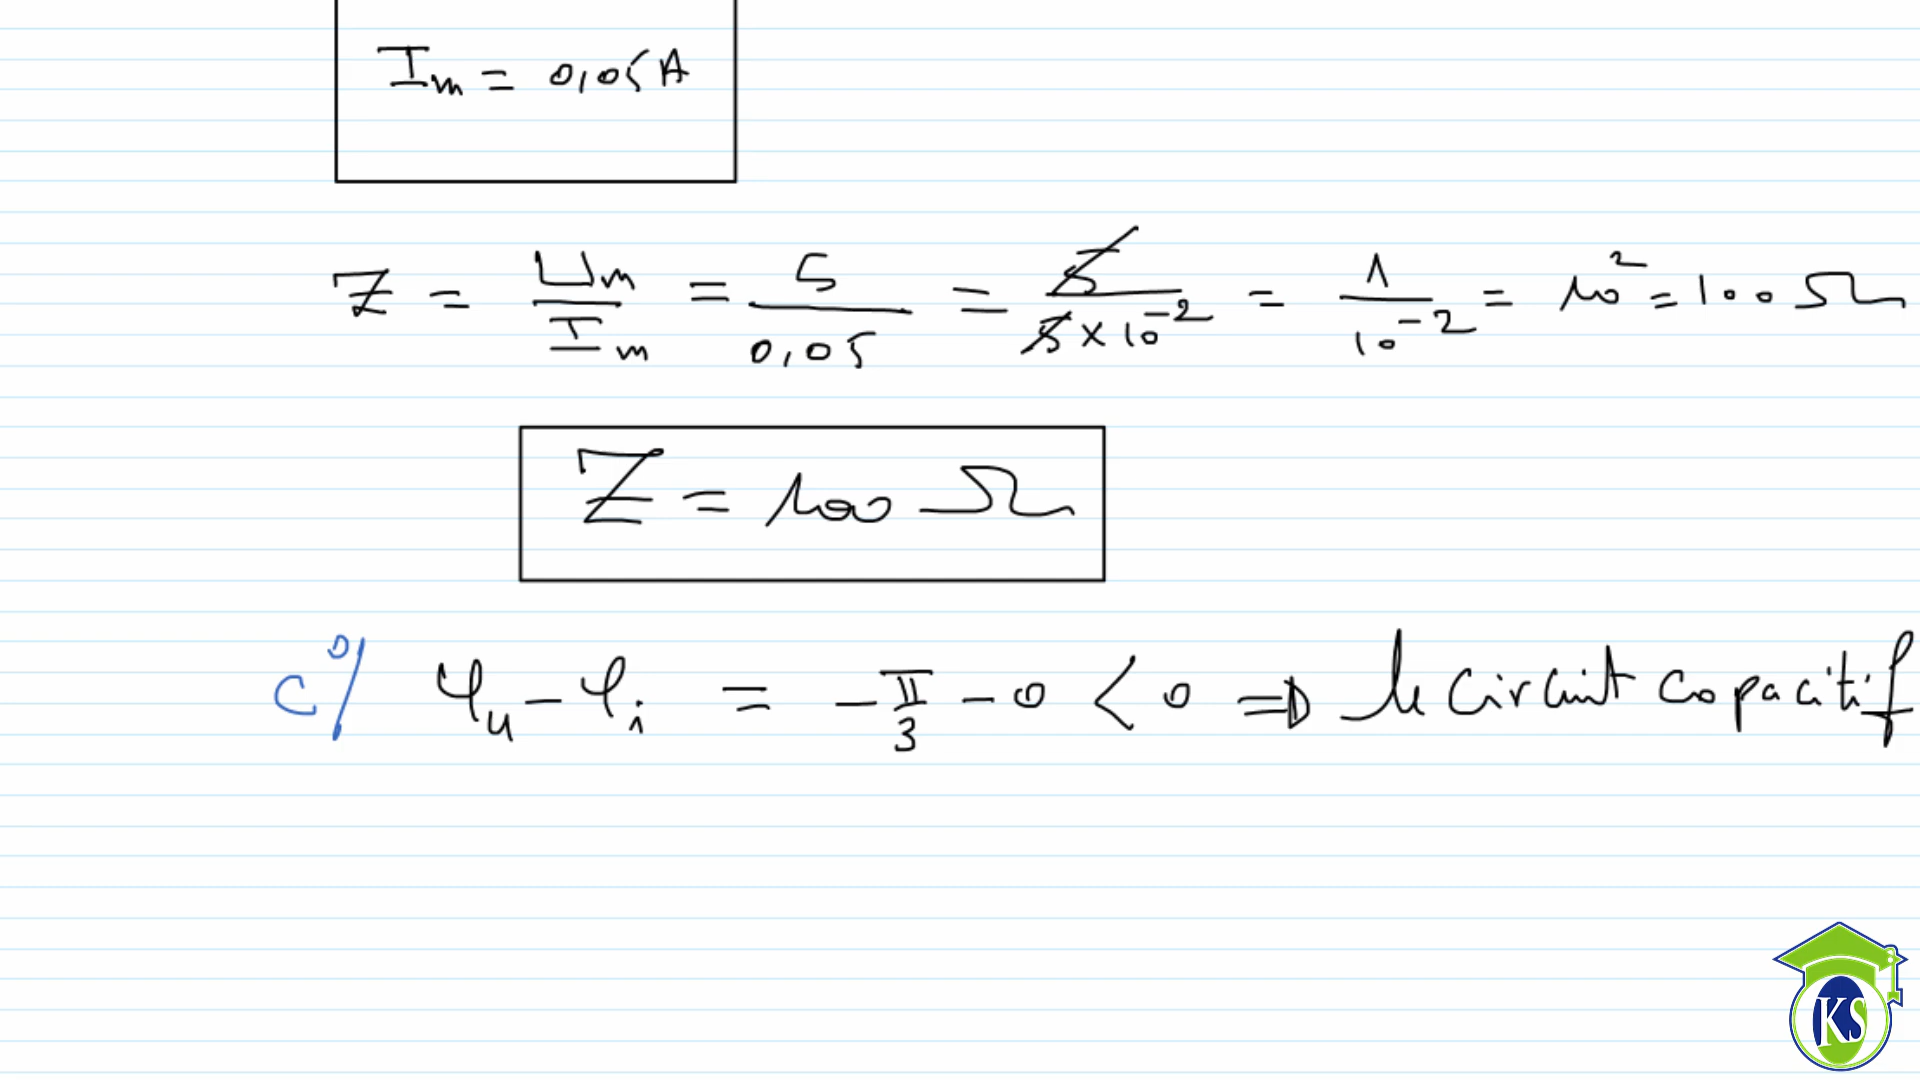 Im = 0,05 A
Z = Um/Im = 5/0,05 = 5/5×10⁻² = 1/10⁻² = 10² = 100 Ω
Z = 100 Ω
c°/ φu - φi = -π/3 - 0 < 0 ⇒ le circuit capacitif
KS